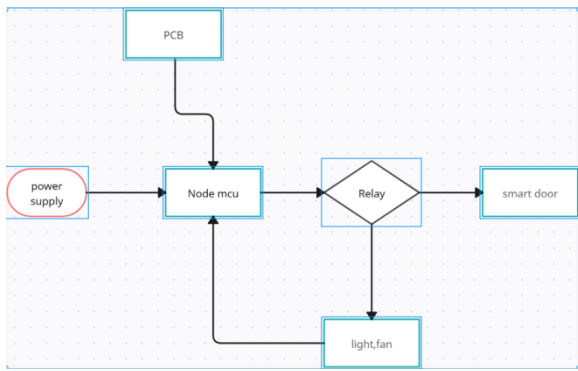 PCB
power
supply
Node mcu
Relay
smart door
light,fan